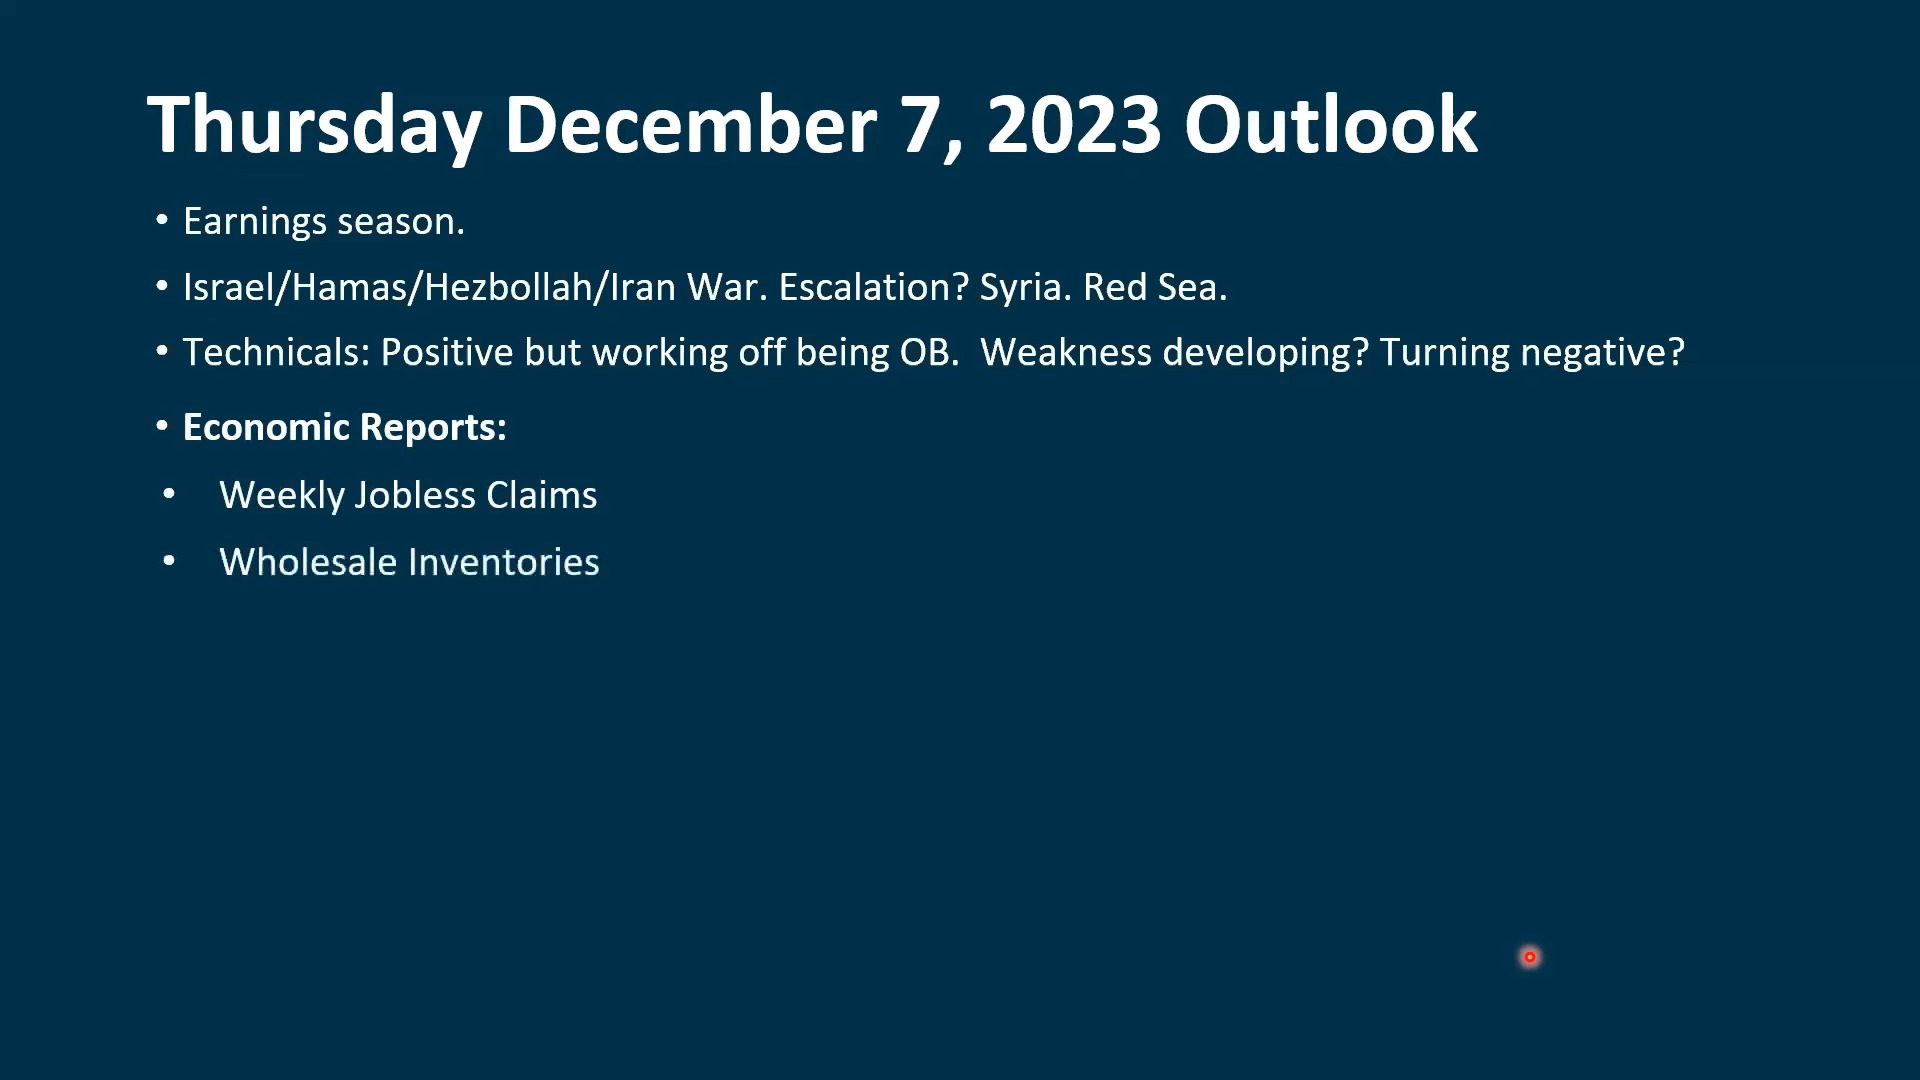 Thursday December 7, 2023 Outlook
• Earnings season.
• Israel/Hamas/Hezbollah/Iran War. Escalation? Syria. Red Sea.
• Technicals: Positive but working off being OB.  Weakness developing? Turning negative?
• Economic Reports:
• Weekly Jobless Claims
• Wholesale Inventories